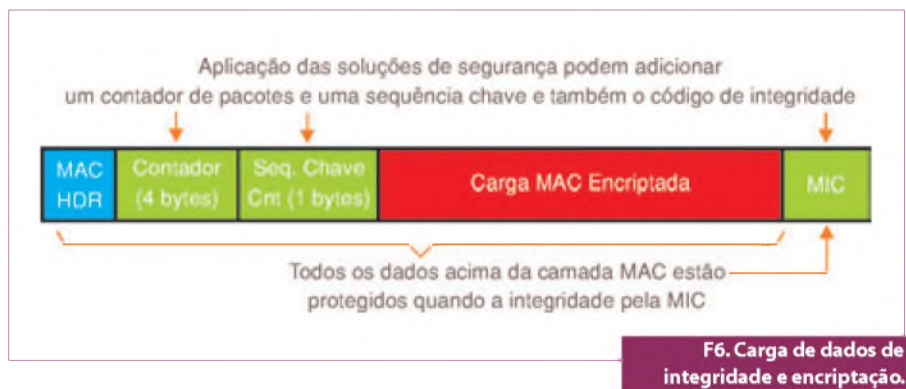 Aplicação das soluções de segurança podem adicionar
um contador de pacotes e uma sequência chave e também o código de integridade
MAC
HDR
Contador
(4 bytes)
Seq. Chave
Cnt (1 bytes)
Carga MAC Encriptada
MIC
Todos os dados acima da camada MAC estão
protegidos quando a integridade pela MIC
F6. Carga de dados de
integridade e encriptação.